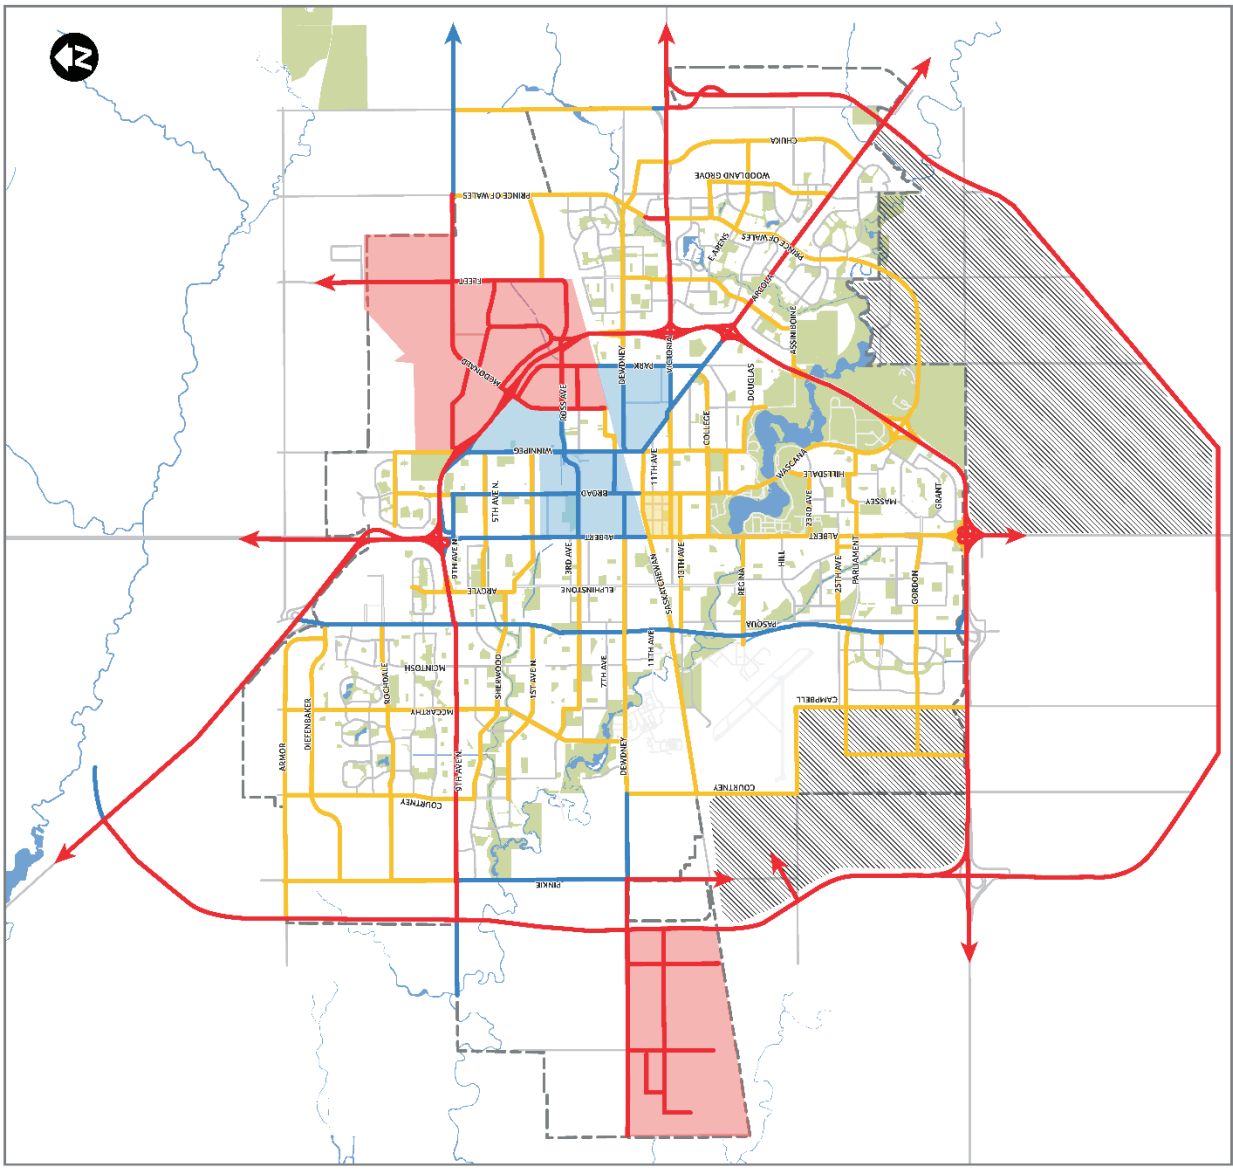 N
CHUKA
WOODLAND GROVE
PRINCE OF WALES
PRINCE OF WALES
E ARENS
FLEET
ARCOLA
ASSINIBOINE
VICTORIA
DEWDNEY
PARK
McDONALD
DOUGLAS
ROSS AVE
COLLEGE
WINNIPEG
11TH AVE
WASCANA
HILLSDALE
BROAD
5TH AVE N.
23RD AVE
MASSEY
GRANT
ALBERT
ALBERT
9TH AVE N.
3RD AVE
13TH AVE
HILL
25TH AVE
PARLIAMENT
SASKATCHEWAN
ARGYLE
ELPHINSTONE
REGINA
GORDON
PASQUA
11TH AVE
McINTOSH
ROCHDALE
SHERWOOD
1ST AVE N.
7TH AVE
CAMPBELL
McCARTHY
DIEFENBAKER
ARMOR
DEWDNEY
9TH AVE N.
COURTNEY
COURTNEY
PINKIE